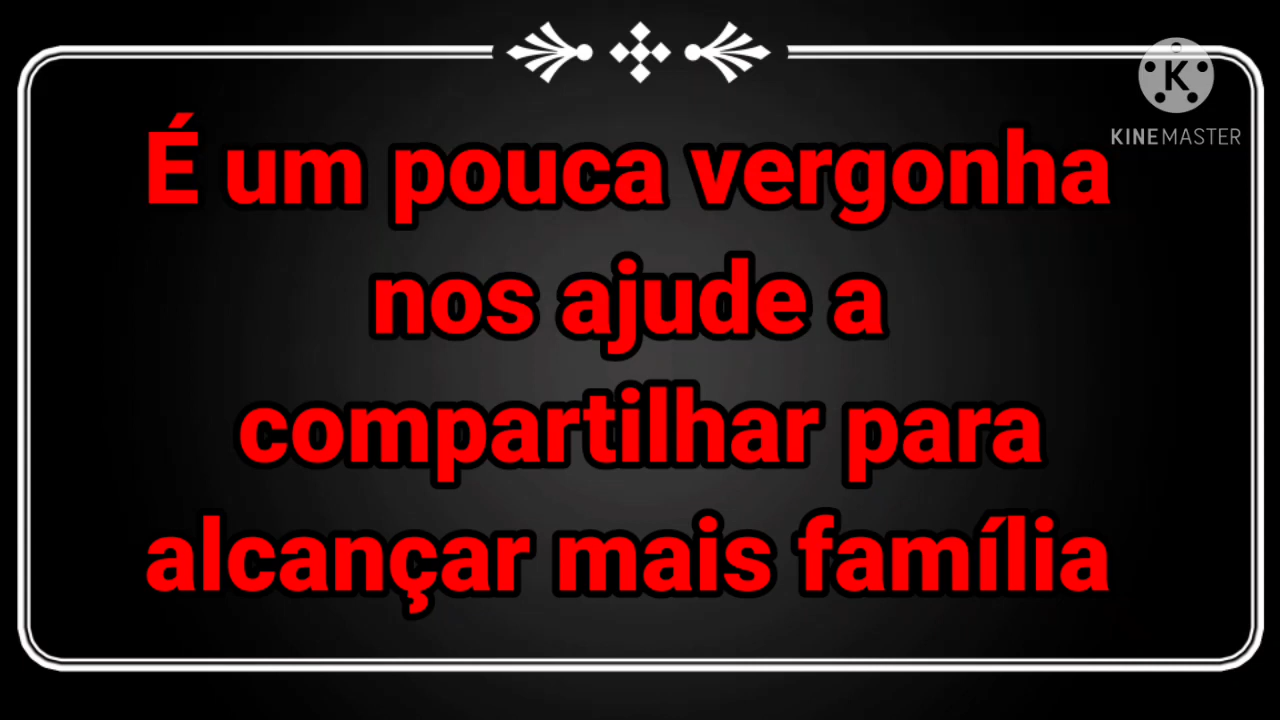 KINEMASTER
É um pouca vergonha
nos ajude a
compartilhar para
alcançar mais família